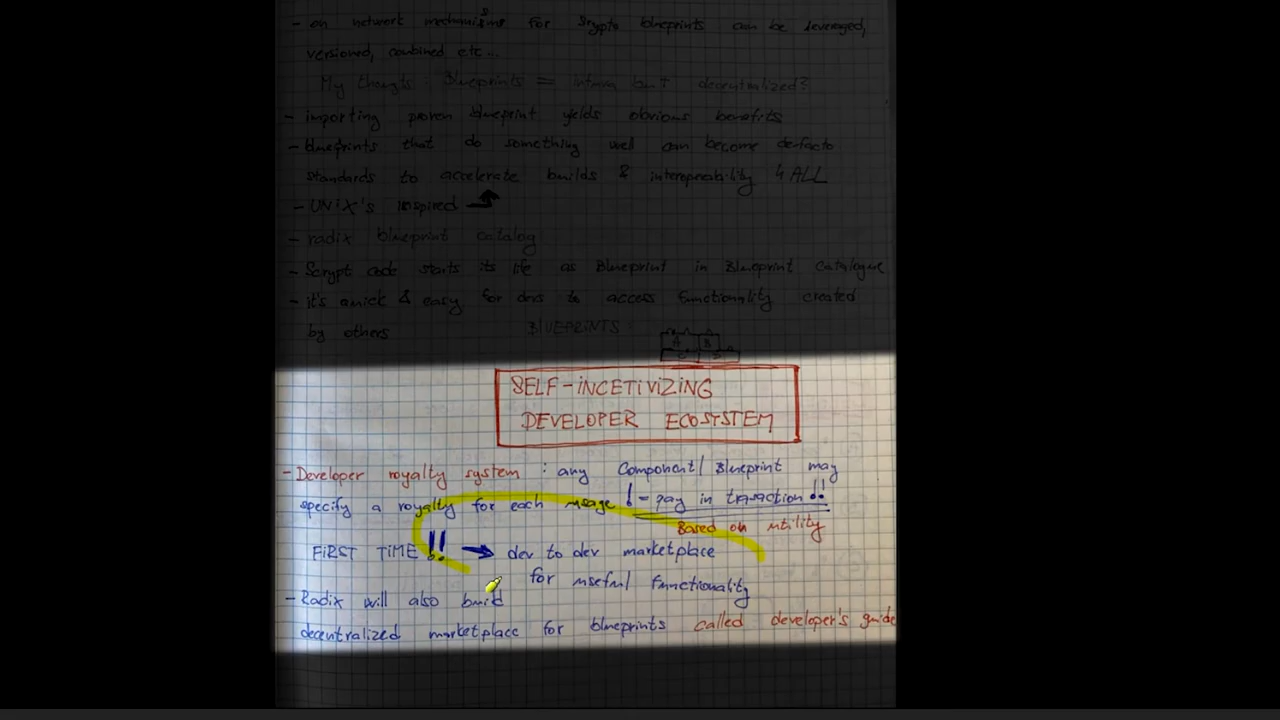 - on network mechanisms for Scrypto blueprints can be leveraged,
versioned, combined etc...
My thougts: Blueprints = but decentralized?
- importing proven blueprint yields obvious benefits
- blueprints that do something well can become defacto
standards to accelerate builds & interoperability 4 ALL
- UNIX's inspired
- radix blueprint catalog
- Scrypt code starts its life as Blueprint in Blueprint Catalogue
- it's quick & easy for devs to access functionality created
by others BLUEPRINTS:
A B
C D
SELF-INCETIVIZING
DEVELOPER ECOSYSTEM
- Developer royalty system : any Component/ Blueprint may
specify a royalty for each usage ! - pay in transaction !!
Based on utility
FIRST TIME !! → dev to dev marketplace
for useful functionality
- Radix will also build
decentralized marketplace for blueprints called developer's guide